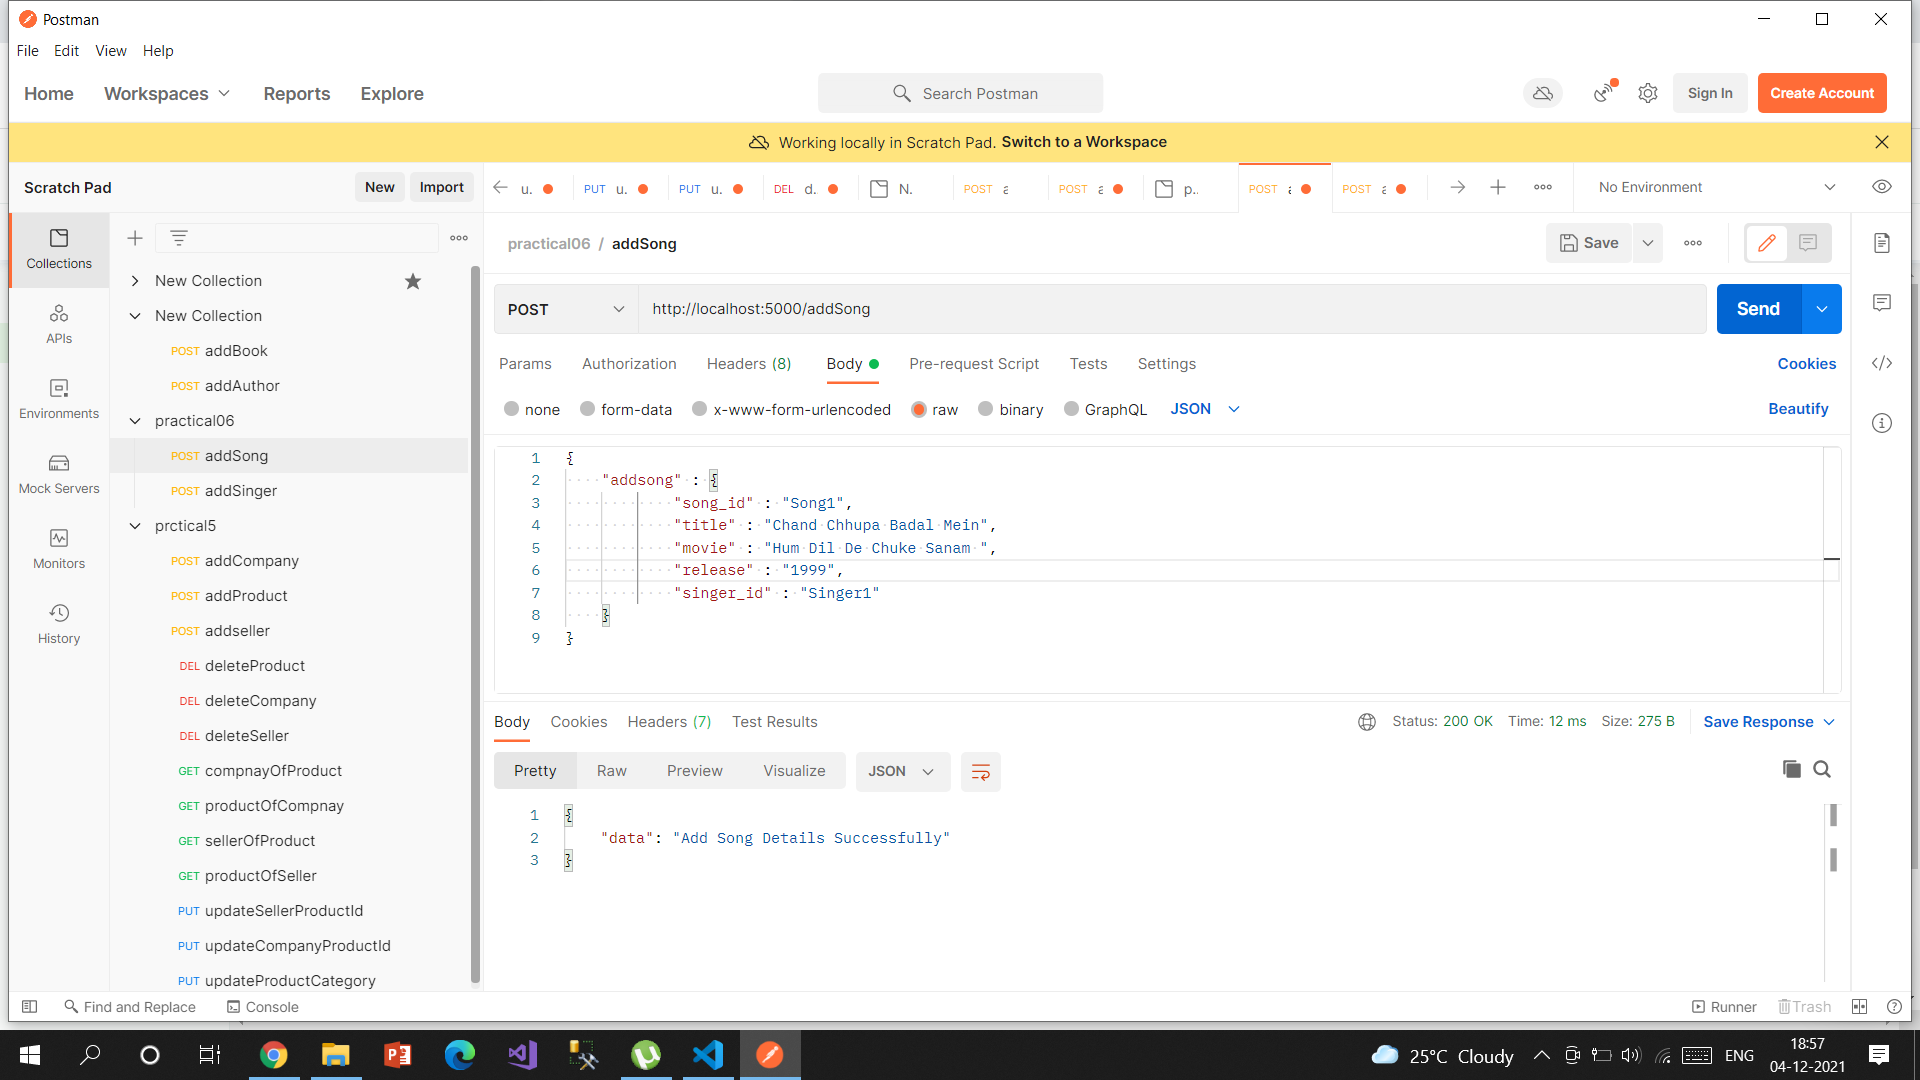 Postman
File Edit View Help
Home Workspaces Reports Explore Search Postman Sign In Create Account
Working locally in Scratch Pad. Switch to a Workspace
Scratch Pad New Import u. PUT u. PUT u. DEL d. N. POST POST p.. POST POST No Environment
Collections
APIs
Environments
Mock Servers
Monitors
History
New Collection
New Collection
POST addBook
POST addAuthor
practical06
POST addSong
POST addSinger
prctical5
POST addCompany
POST addProduct
POST addseller
DEL deleteProduct
DEL deleteCompany
DEL deleteSeller
GET compnayOfProduct
GET productOfCompnay
GET sellerOfProduct
GET productOfSeller
PUT updateSellerProductId
PUT updateCompanyProductId
PUT updateProductCategory
practical06 / addSong Save
POST http://localhost:5000/addSong Send
Params Authorization Headers (8) Body Pre-request Script Tests Settings Cookies
none form-data x-www-form-urlencoded raw binary GraphQL JSON Beautify
1 {
2 "addsong" : {
3 "song_id" : "Song1",
4 "title" : "Chand Chhupa Badal Mein",
5 "movie" : "Hum Dil De Chuke Sanam ",
6 "release" : "1999",
7 "singer_id" : "Singer1"
8 }
9 }
Body Cookies Headers (7) Test Results Status: 200 OK Time: 12 ms Size: 275 B Save Response
Pretty Raw Preview Visualize JSON
1 {
2 "data": "Add Song Details Successfully"
3 }
Find and Replace Console Runner Trash
25°C Cloudy ENG 18:57
04-12-2021